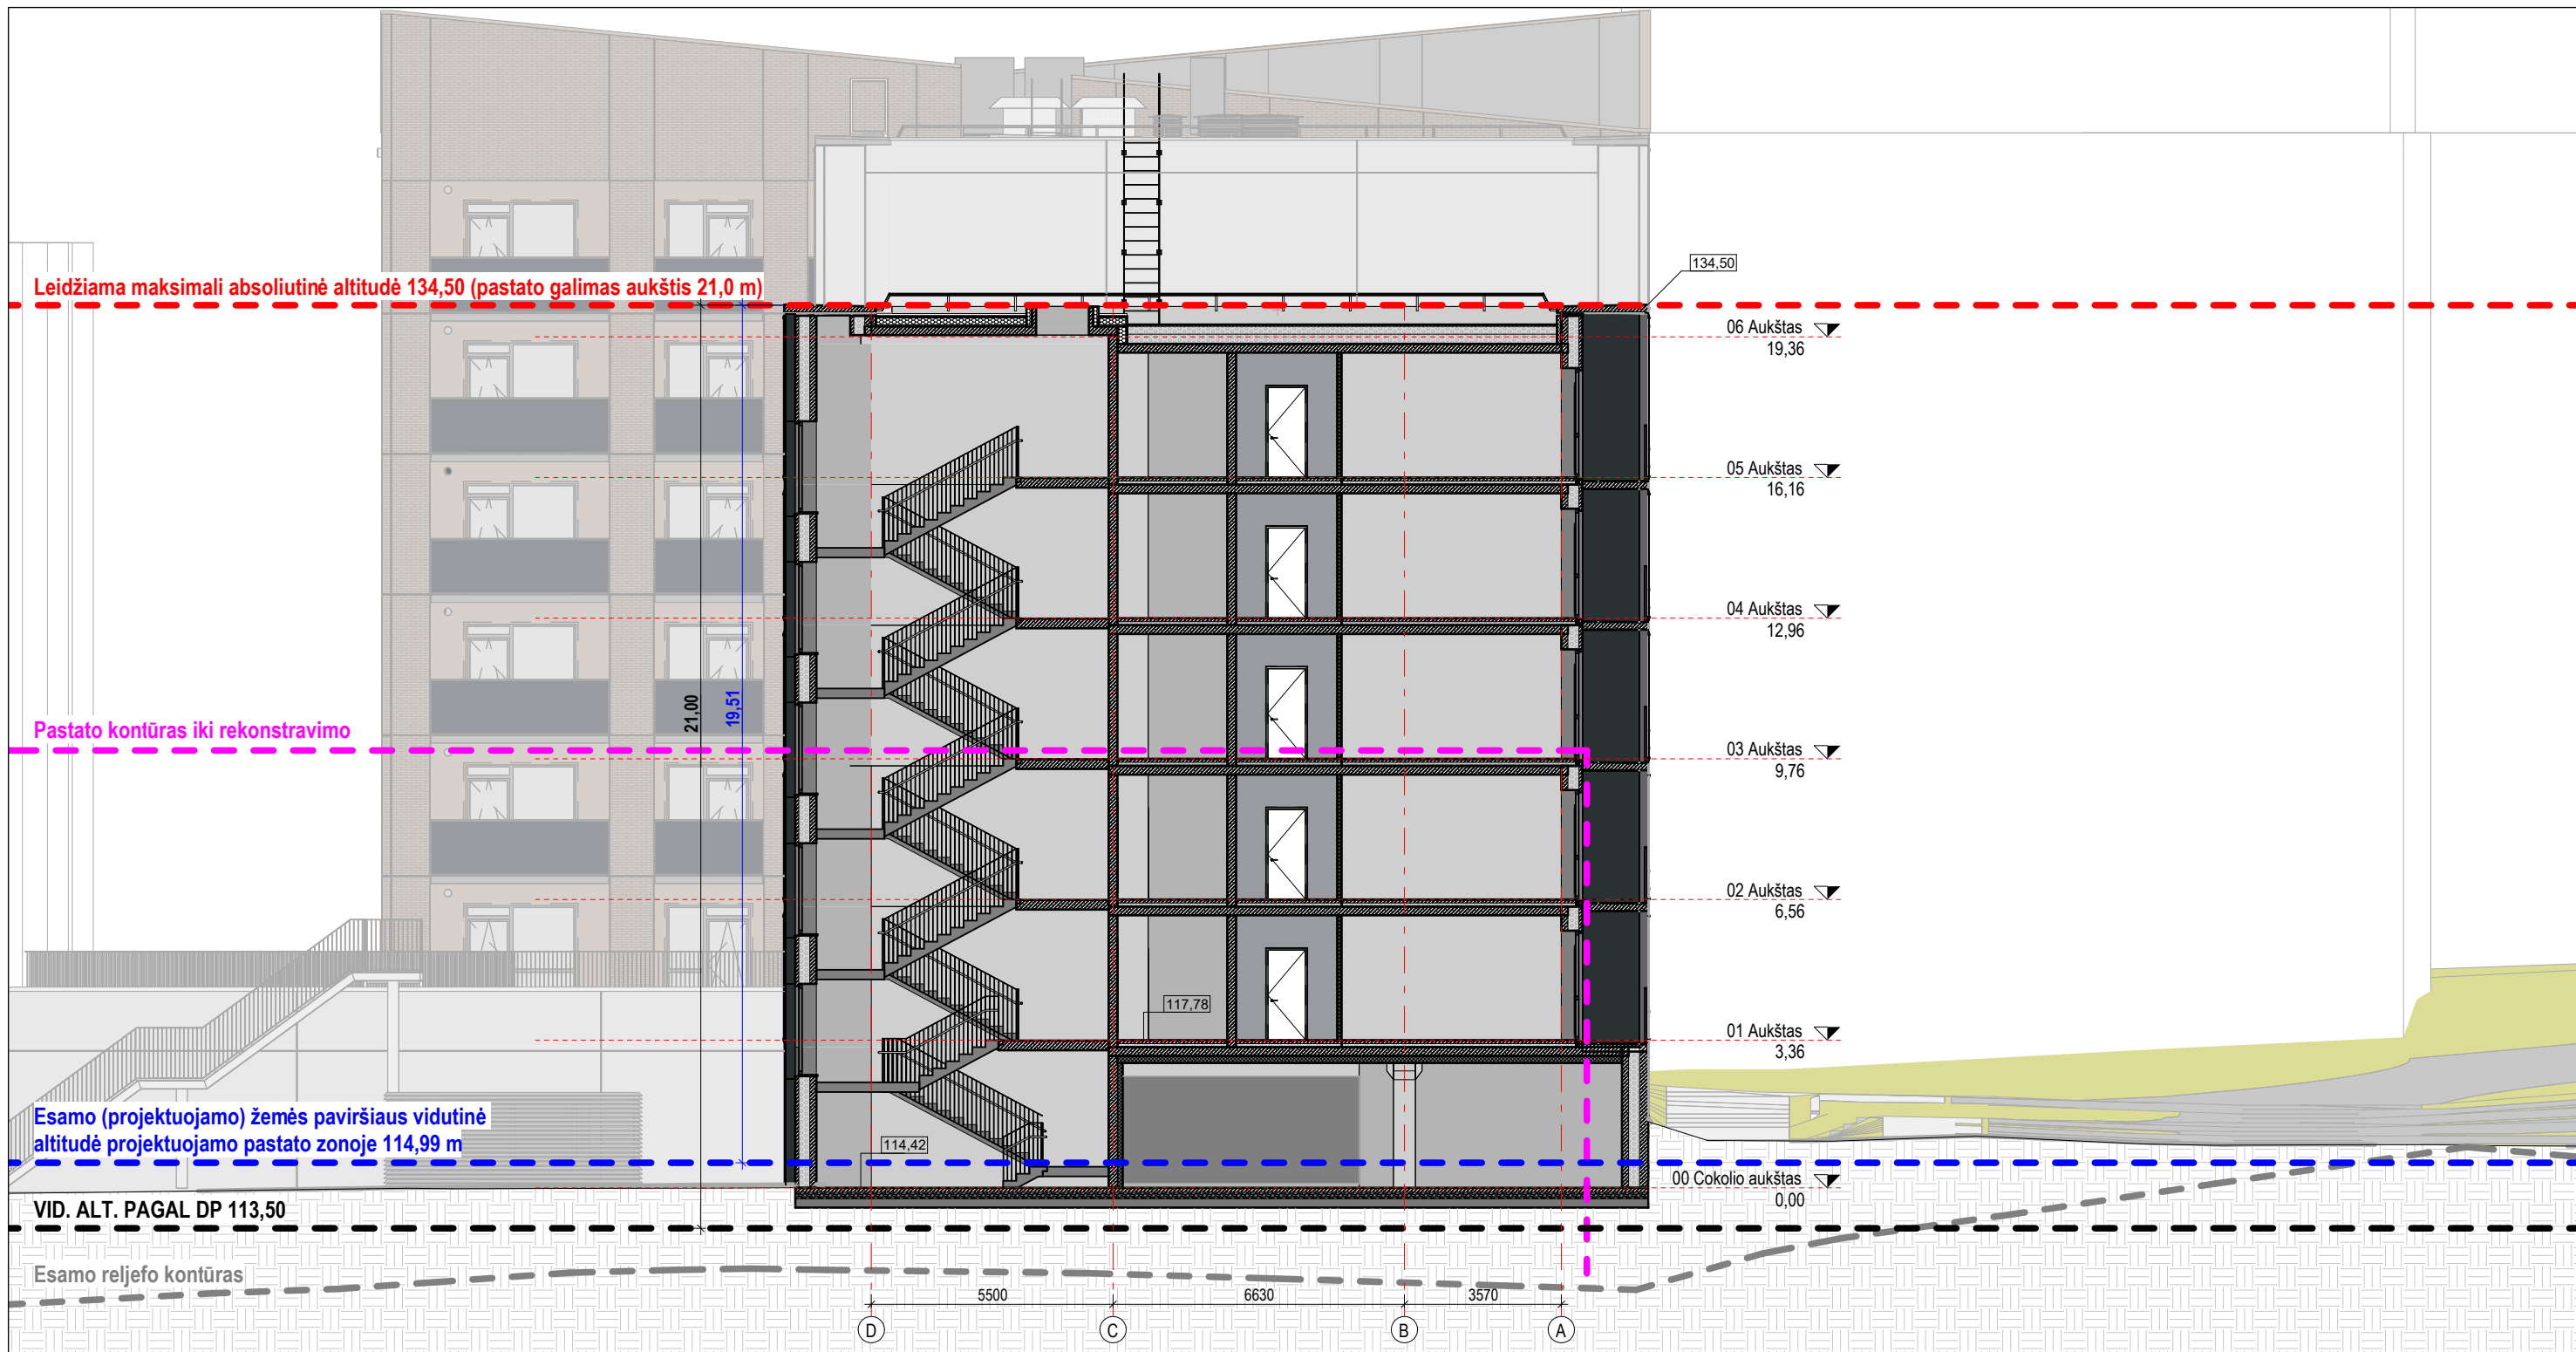 134,50
Leidžiama maksimali absoliutinė altitudė 134,50 (pastato galimas aukštis 21,0 m)
06 Aukštas
19,36
05 Aukštas
16,16
04 Aukštas
12,96
21,00
19,51
Pastato kontūras iki rekonstravimo
03 Aukštas
9,76
02 Aukštas
6,56
117,78
01 Aukštas
3,36
Esamo (projektuojamo) žemės paviršiaus vidutinė
altitudė projektuojamo pastato zonoje 114,99 m
114,42
00 Cokolio aukštas
0,00
VID. ALT. PAGAL DP 113,50
Esamo reljefo kontūras
5500
6630
3570
D
C
B
A